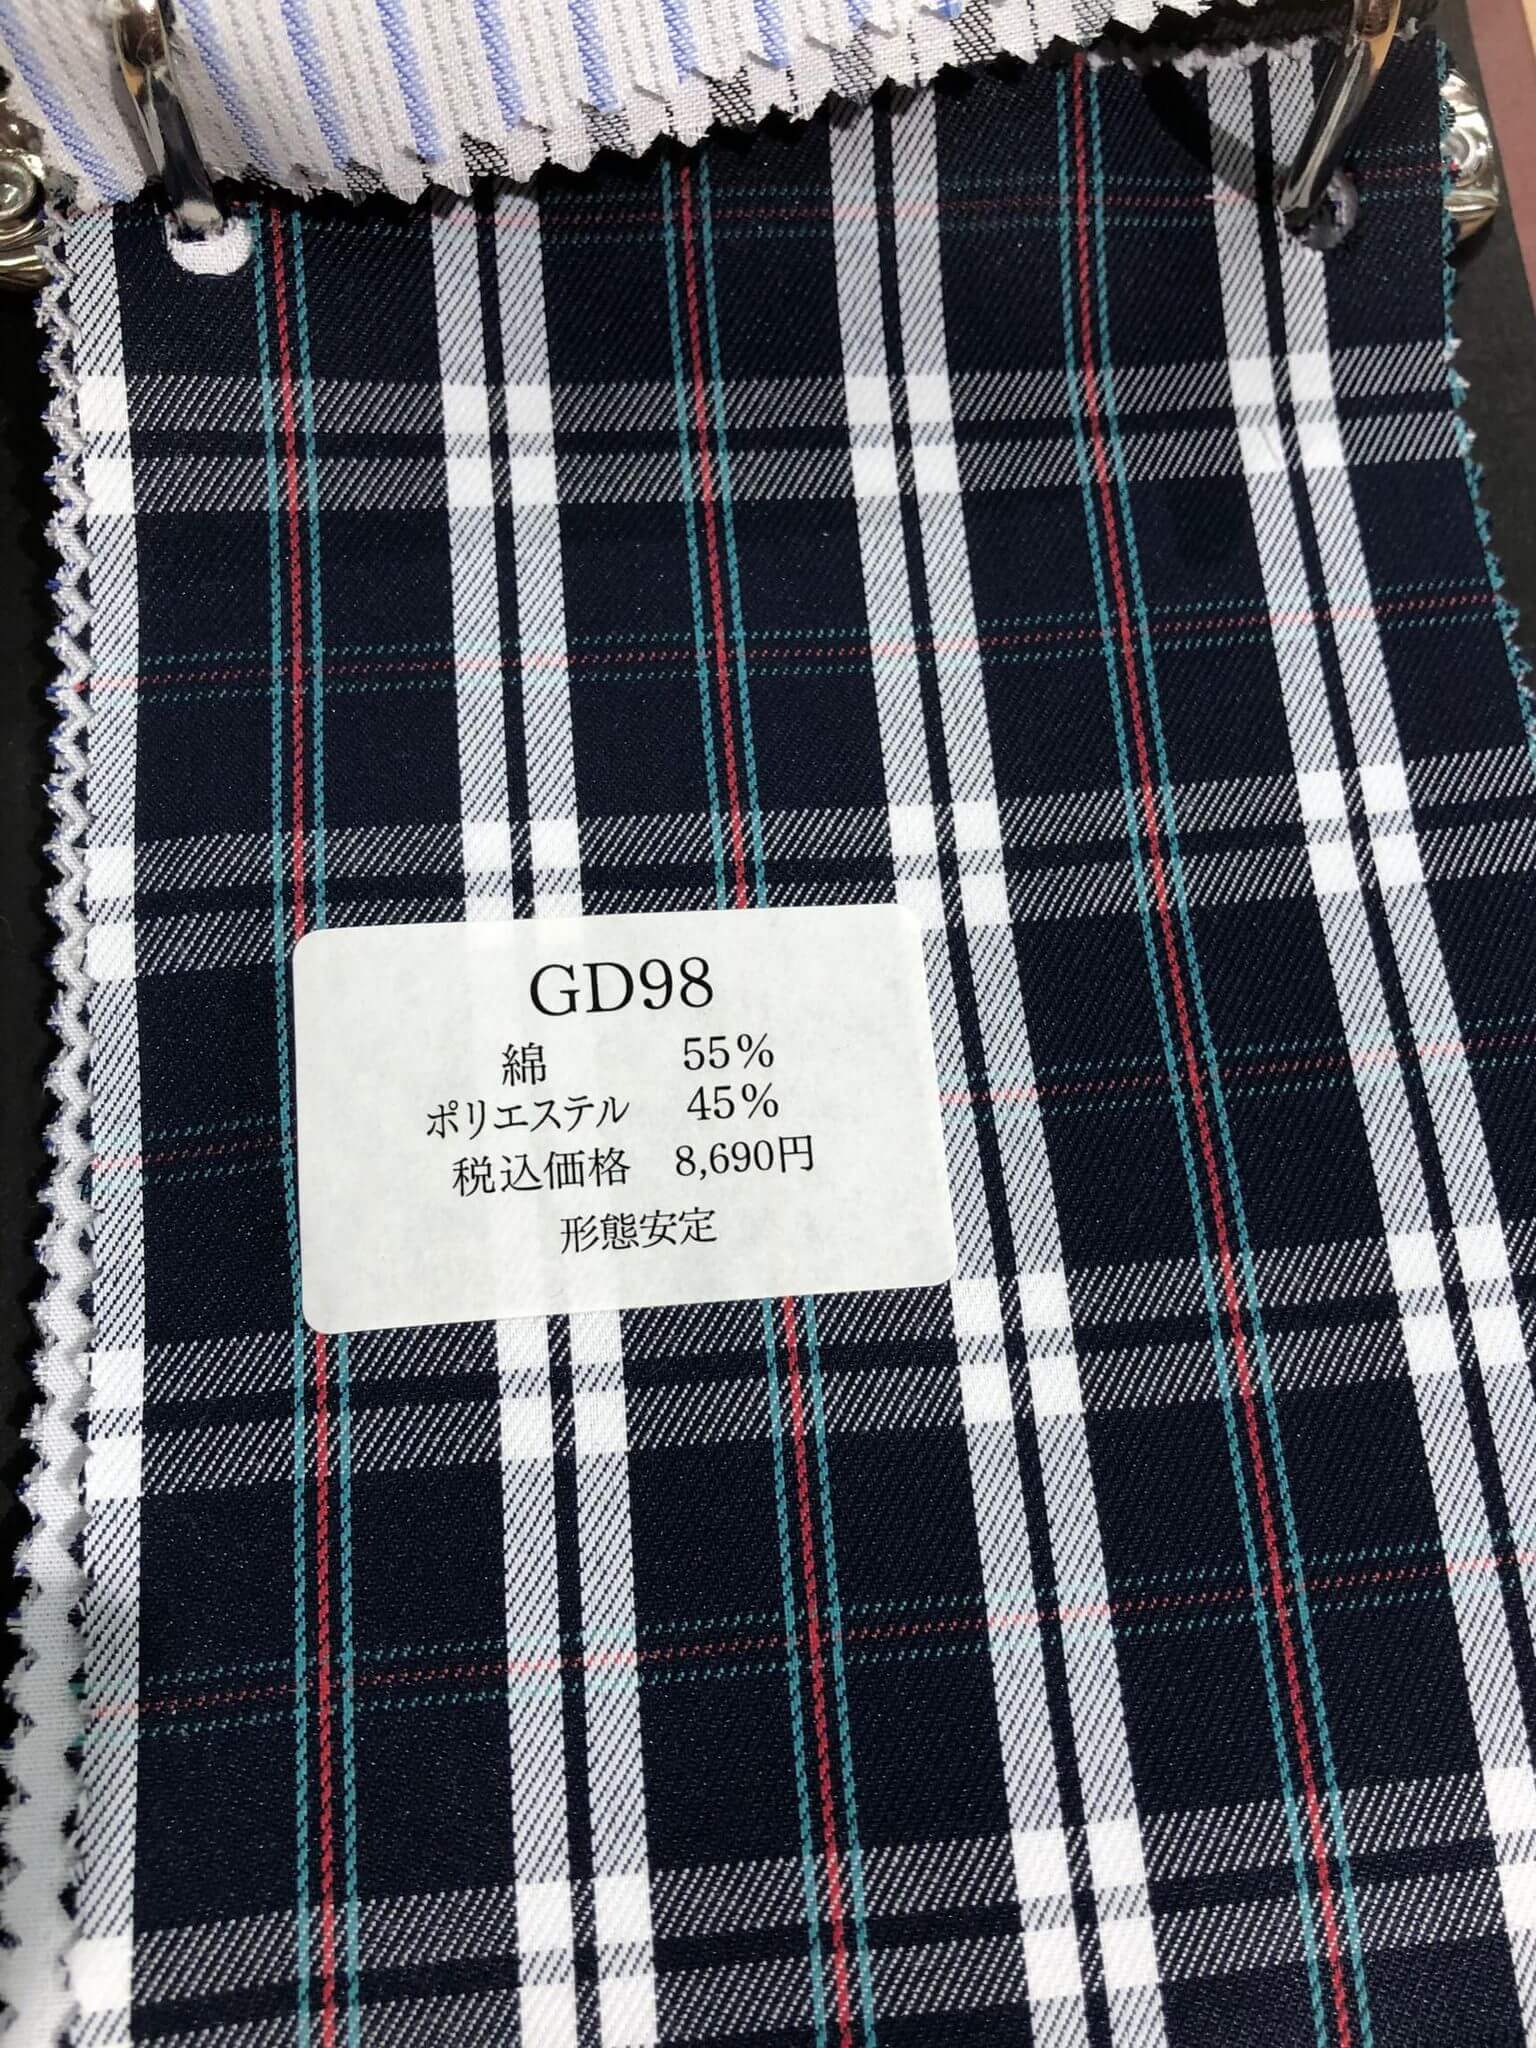 GD98
綿 55%
ポリエステル 45%
税込価格 8,690円
形態安定